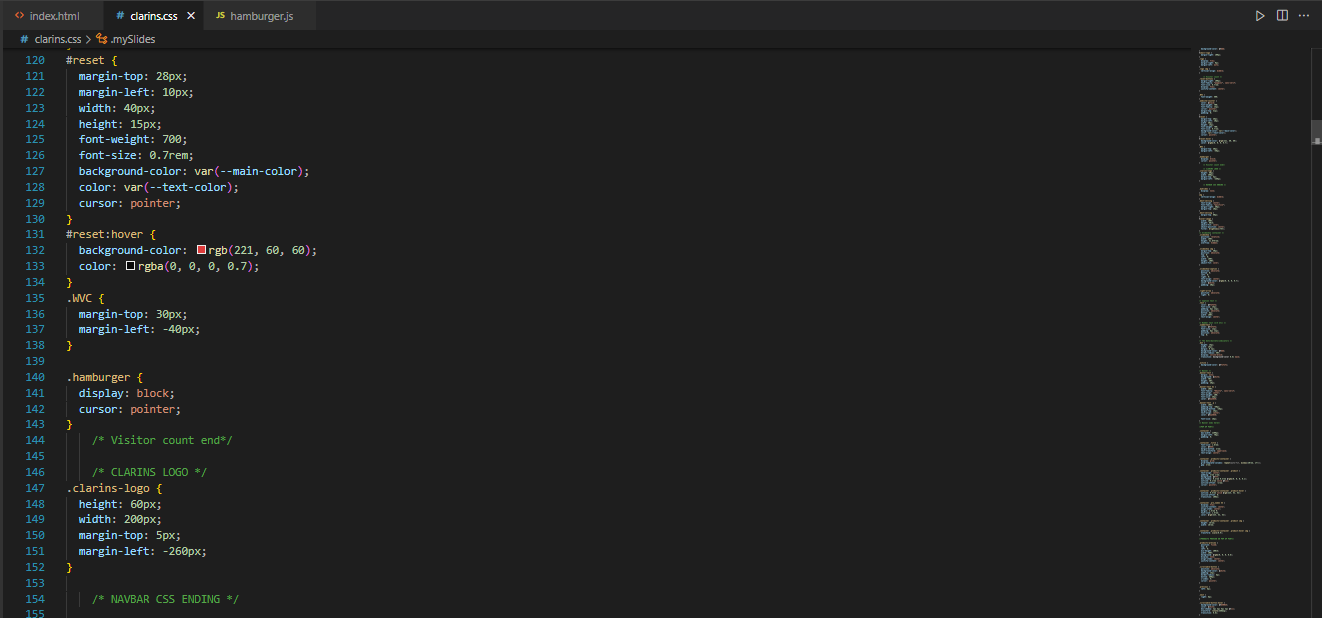 index.html clarins.css JS hamburger.js
# clarins.css > .mySlides
120 #reset {
121 margin-top: 28px;
122 margin-left: 10px;
123 width: 40px;
124 height: 15px;
125 font-weight: 700;
126 font-size: 0.7rem;
127 background-color: var(--main-color);
128 color: var(--text-color);
129 cursor: pointer;
130 }
131 #reset:hover {
132 background-color: rgb(221, 60, 60);
133 color: rgba(0, 0, 0, 0.7);
134 }
135 .WVC {
136 margin-top: 30px;
137 margin-left: -40px;
138 }
139
140 .hamburger {
141 display: block;
142 cursor: pointer;
143 }
144 /* Visitor count end*/
145
146 /* CLARINS LOGO */
147 .clarins-logo {
148 height: 60px;
149 width: 200px;
150 margin-top: 5px;
151 margin-left: -260px;
152 }
153
154 /* NAVBAR CSS ENDING */
155